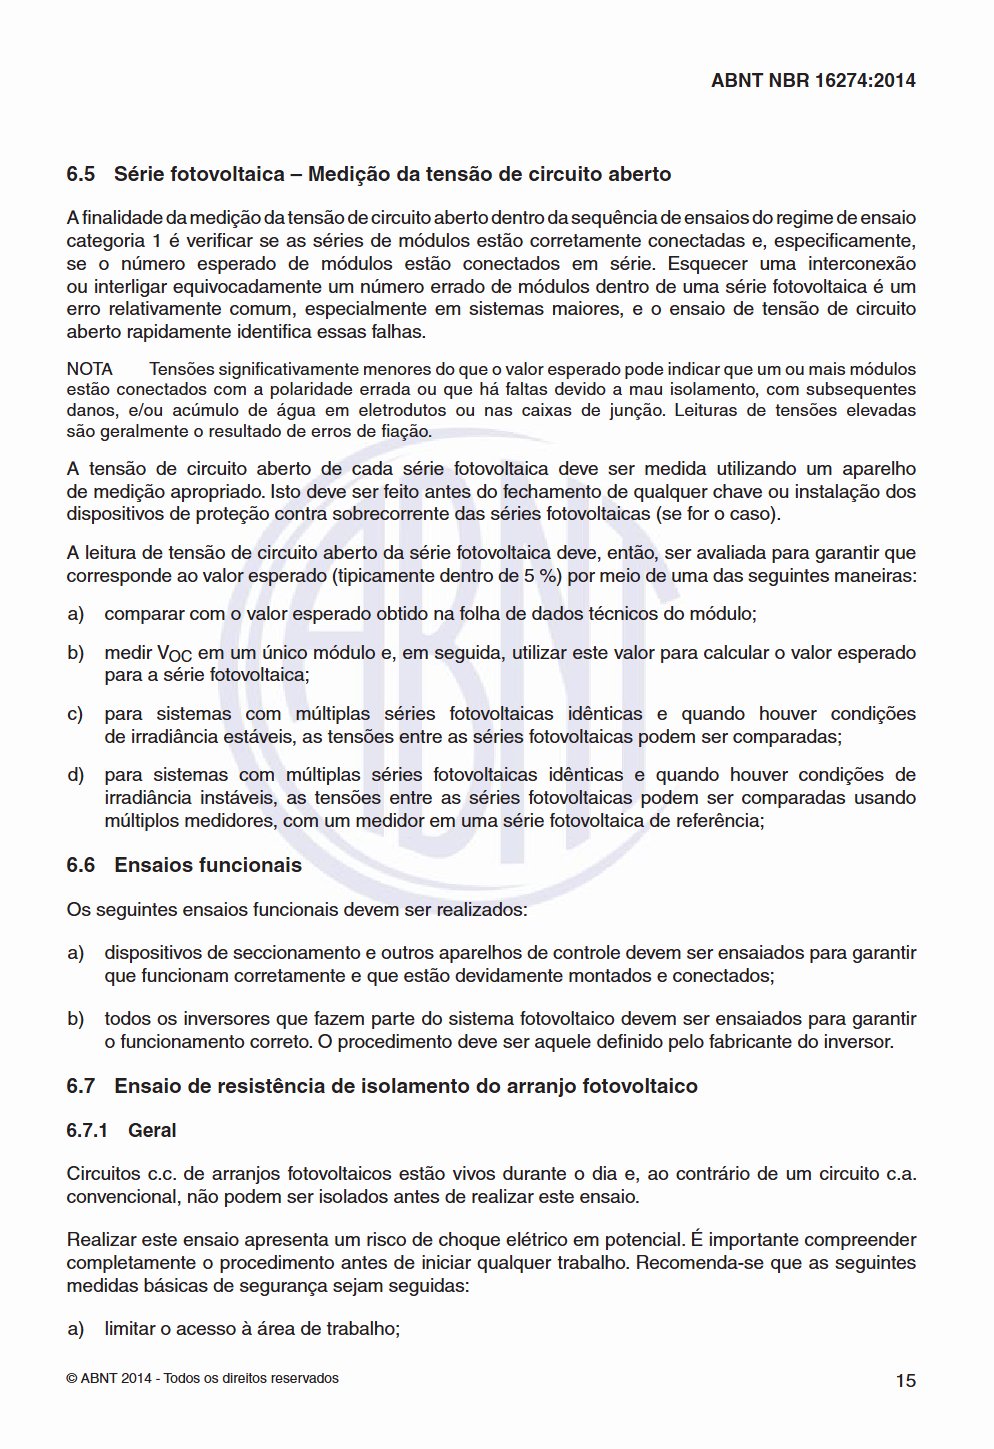 ABNT NBR 16274:2014
6.5 Série fotovoltaica – Medição da tensão de circuito aberto
A finalidade da medição da tensão de circuito aberto dentro da sequência de ensaios do regime de ensaio
categoria 1 é verificar se as séries de módulos estão corretamente conectadas e, especificamente,
se o número esperado de módulos estão conectados em série. Esquecer uma interconexão
ou interligar equivocadamente um número errado de módulos dentro de uma série fotovoltaica é um
erro relativamente comum, especialmente em sistemas maiores, e o ensaio de tensão de circuito
aberto rapidamente identifica essas falhas.
NOTA Tensões significativamente menores do que o valor esperado pode indicar que um ou mais módulos
estão conectados com a polaridade errada ou que há faltas devido a mau isolamento, com subsequentes
danos, e/ou acúmulo de água em eletrodutos ou nas caixas de junção. Leituras de tensões elevadas
são geralmente o resultado de erros de fiação.
A tensão de circuito aberto de cada série fotovoltaica deve ser medida utilizando um aparelho
de medição apropriado. Isto deve ser feito antes do fechamento de qualquer chave ou instalação dos
dispositivos de proteção contra sobrecorrente das séries fotovoltaicas (se for o caso).
A leitura de tensão de circuito aberto da série fotovoltaica deve, então, ser avaliada para garantir que
corresponde ao valor esperado (tipicamente dentro de 5 %) por meio de uma das seguintes maneiras:
a) comparar com o valor esperado obtido na folha de dados técnicos do módulo;
b) medir VOC em um único módulo e, em seguida, utilizar este valor para calcular o valor esperado
para a série fotovoltaica;
c) para sistemas com múltiplas séries fotovoltaicas idênticas e quando houver condições
de irradiância estáveis, as tensões entre as séries fotovoltaicas podem ser comparadas;
d) para sistemas com múltiplas séries fotovoltaicas idênticas e quando houver condições de
irradiância instáveis, as tensões entre as séries fotovoltaicas podem ser comparadas usando
múltiplos medidores, com um medidor em uma série fotovoltaica de referência;
6.6 Ensaios funcionais
Os seguintes ensaios funcionais devem ser realizados:
a) dispositivos de seccionamento e outros aparelhos de controle devem ser ensaiados para garantir
que funcionam corretamente e que estão devidamente montados e conectados;
b) todos os inversores que fazem parte do sistema fotovoltaico devem ser ensaiados para garantir
o funcionamento correto. O procedimento deve ser aquele definido pelo fabricante do inversor.
6.7 Ensaio de resistência de isolamento do arranjo fotovoltaico
6.7.1 Geral
Circuitos c.c. de arranjos fotovoltaicos estão vivos durante o dia e, ao contrário de um circuito c.a.
convencional, não podem ser isolados antes de realizar este ensaio.
Realizar este ensaio apresenta um risco de choque elétrico em potencial. É importante compreender
completamente o procedimento antes de iniciar qualquer trabalho. Recomenda-se que as seguintes
medidas básicas de segurança sejam seguidas:
a) limitar o acesso à área de trabalho;
© ABNT 2014 - Todos os direitos reservados
15
ABNT